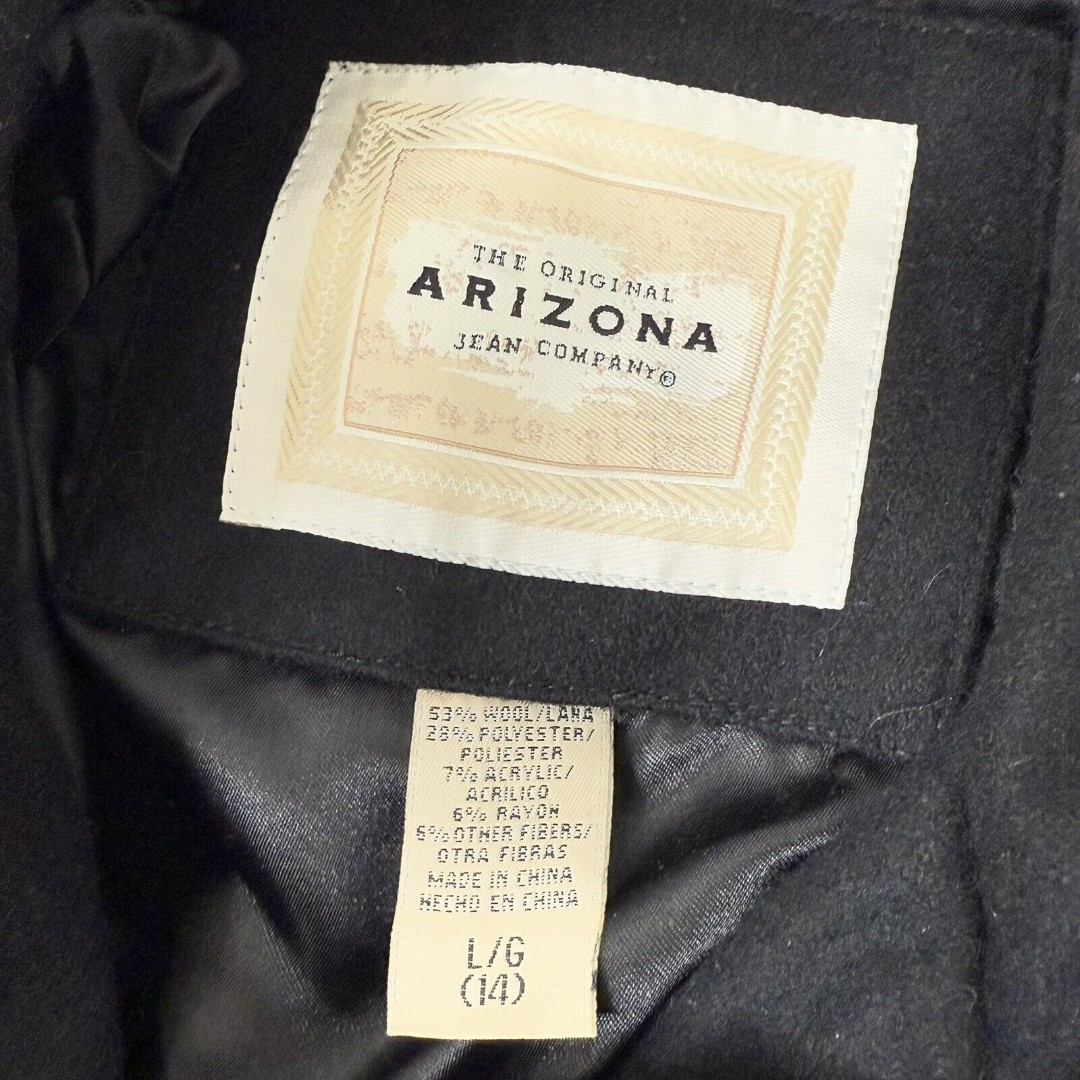 THE ORIGINAL
ARIZONA
JEAN COMPANY®
53% WOOL/LANA
28% POLYESTER/
POLIESTER
7% ACRYLIC/
ACRILICO
6% RAYON
6% OTHER FIBERS/
OTRA FIBRAS
MADE IN CHINA
HECHO EN CHINA
L/G
(14)